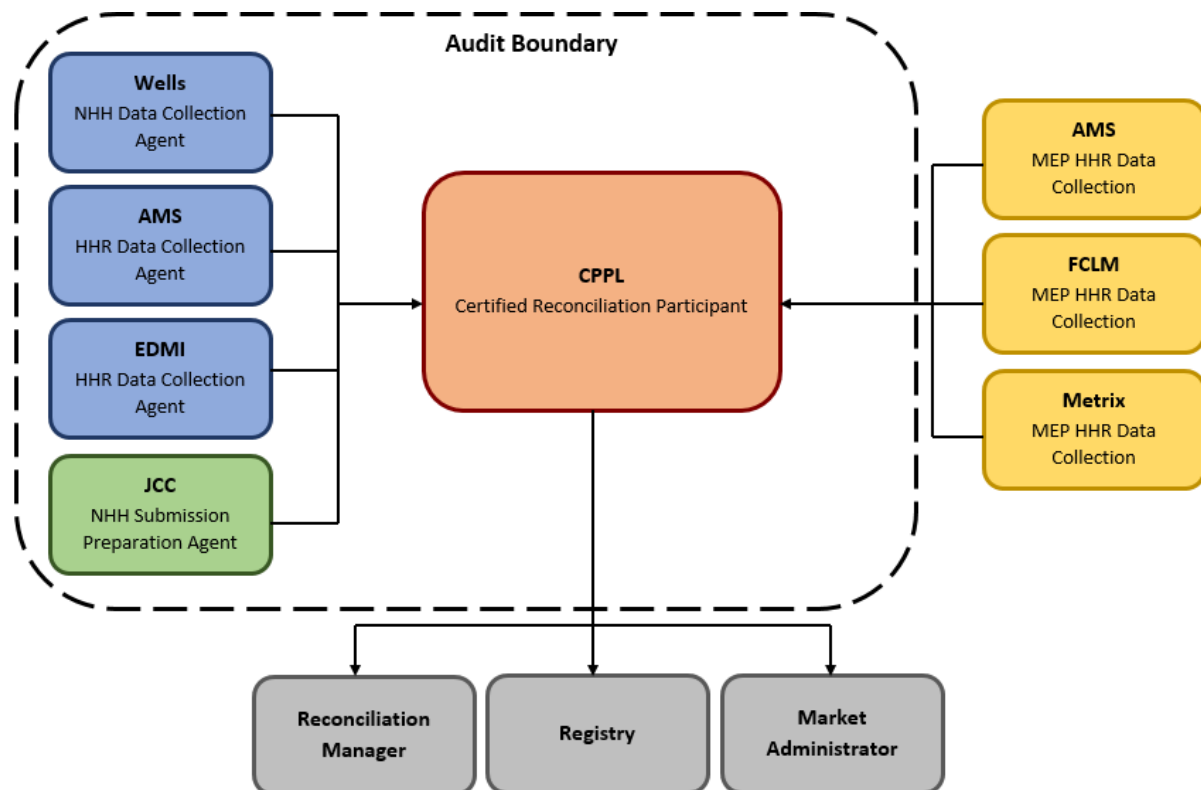 Audit Boundary
Wells
NHH Data Collection
Agent
AMS
HHR Data Collection
Agent
EDMI
HHR Data Collection
Agent
JCC
NHH Submission
Preparation Agent
CPPL
Certified Reconciliation Participant
AMS
MEP HHR Data
Collection
FCLM
MEP HHR Data
Collection
Metrix
MEP HHR Data
Collection
Reconciliation
Manager
Registry
Market
Administrator